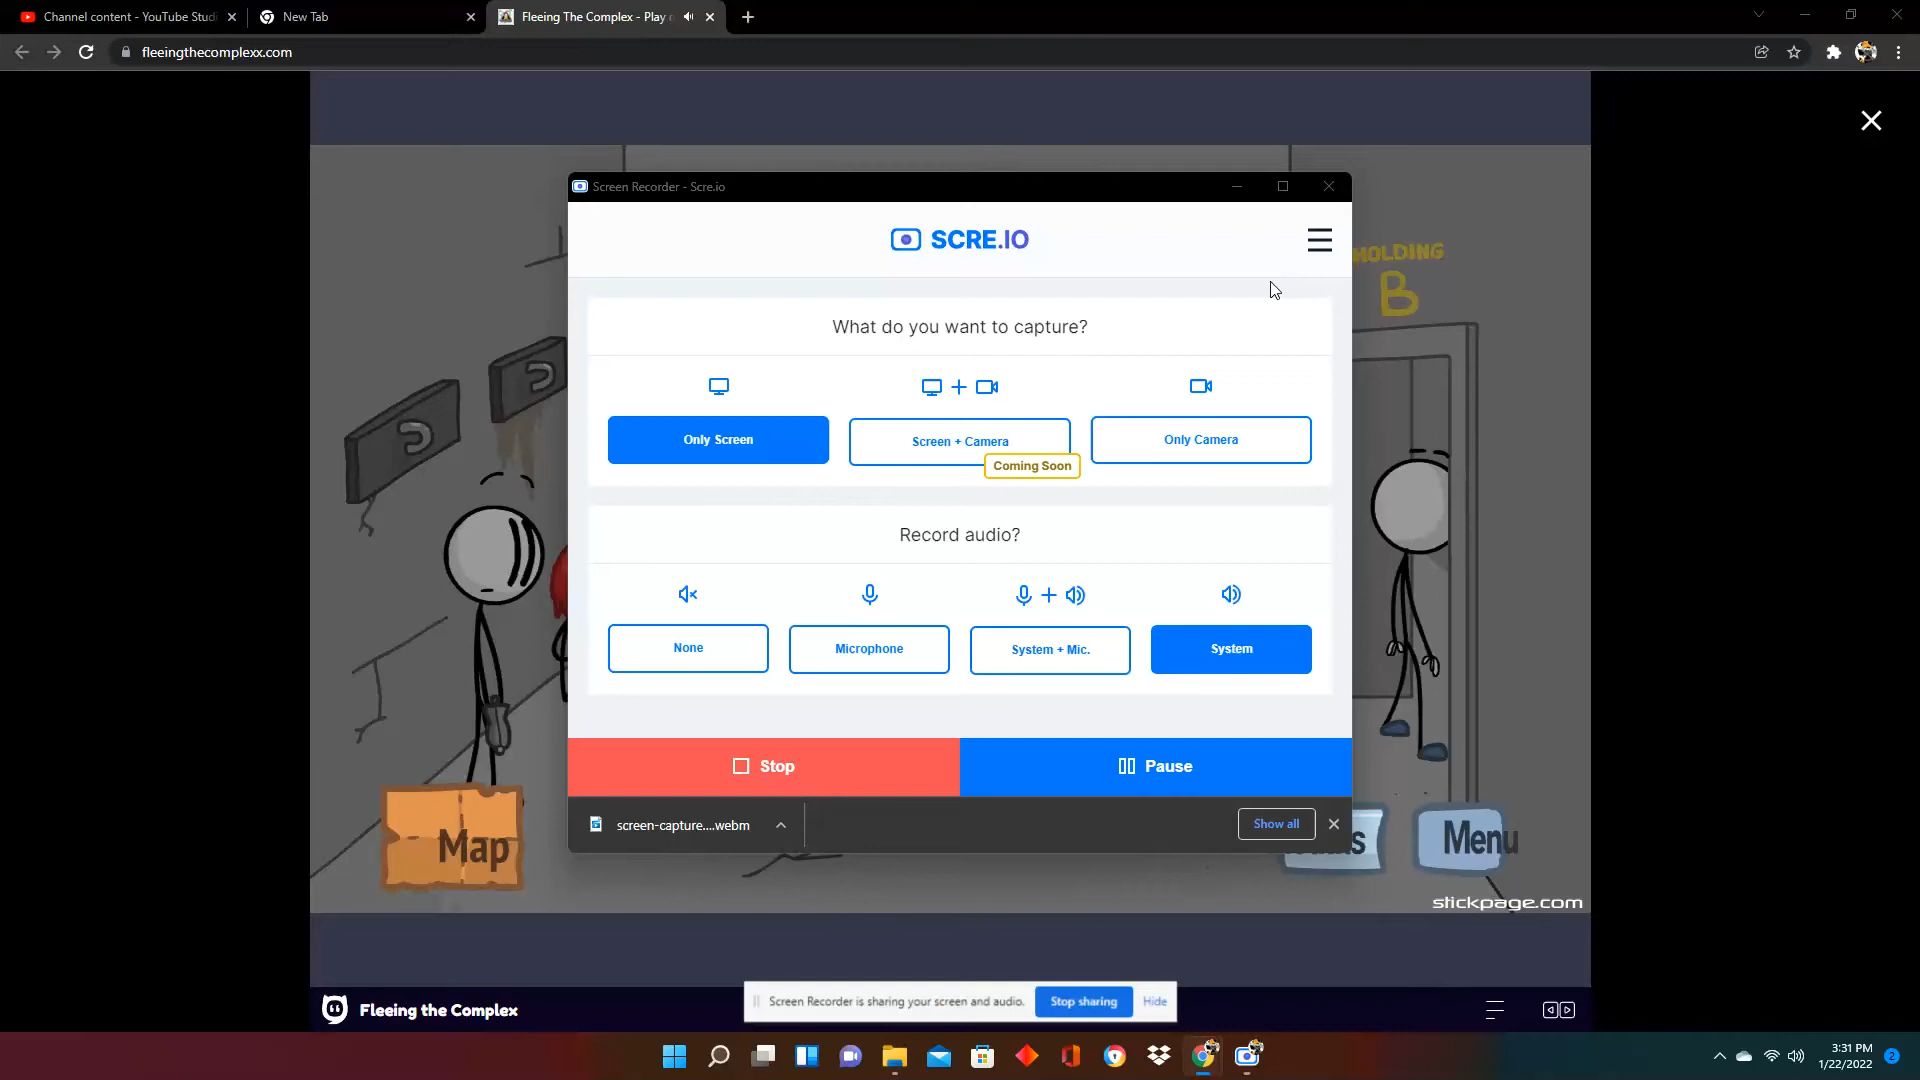 Channel content - YouTube Studi
New Tab
Fleeing The Complex - Play n
fleeingthecomplexx.com
Screen Recorder - Scre.io
SCRE.IO
HOLDING
B
What do you want to capture?
Only Screen
Screen + Camera
Only Camera
Coming Soon
Record audio?
None
Microphone
System + Mic.
System
Stop
Pause
screen-capture....webm
Show all
Map
Menu
stickpage.com
Fleeing the Complex
Screen Recorder is sharing your screen and audio.
Stop sharing
Hide
3:31 PM
1/22/2022
2